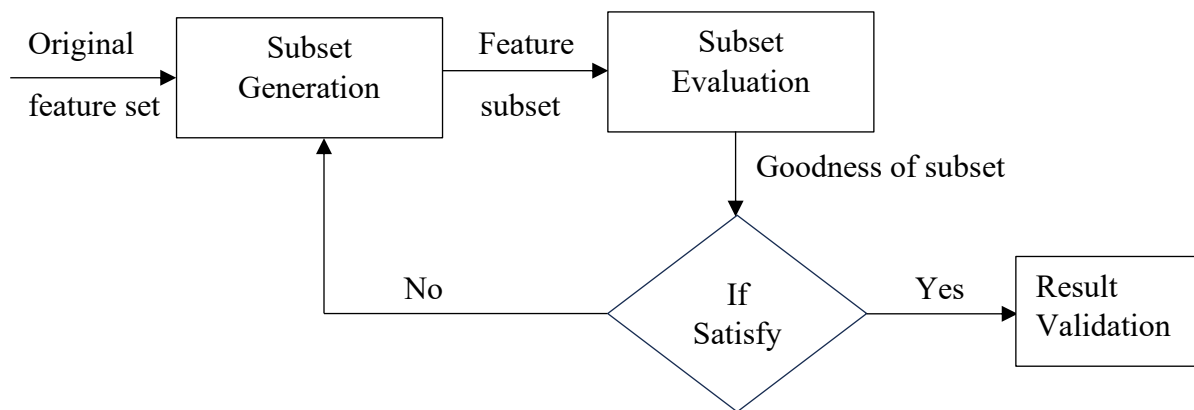 Original
feature set
Subset
Generation
Feature
subset
Subset
Evaluation
Goodness of subset
No
If
Satisfy
Yes
Result
Validation